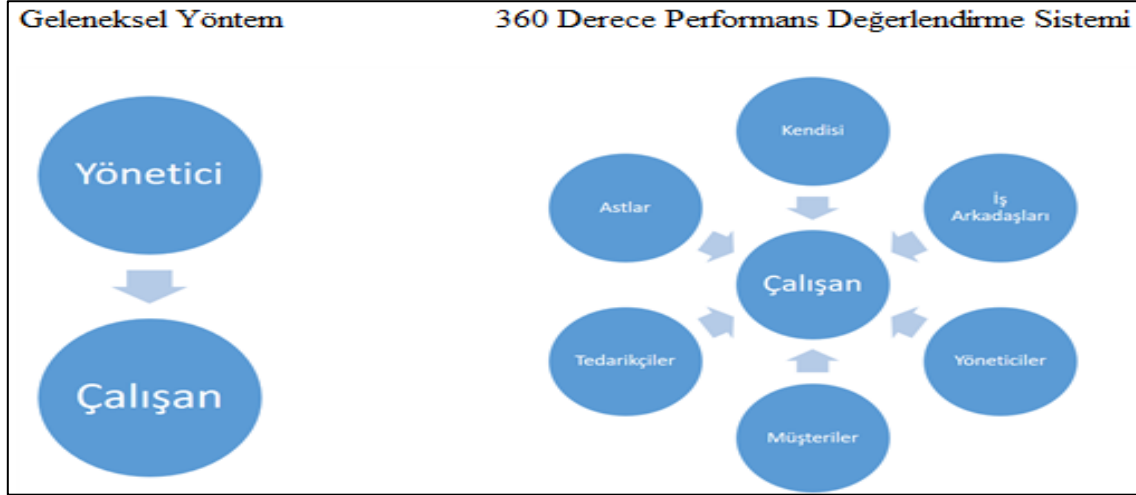 Geleneksel Yöntem
360 Derece Performans Değerlendirme Sistemi
Yönetici
Çalışan
Kendisi
İş
Arkadaşları
Yöneticiler
Müşteriler
Tedarikçiler
Astlar
Çalışan